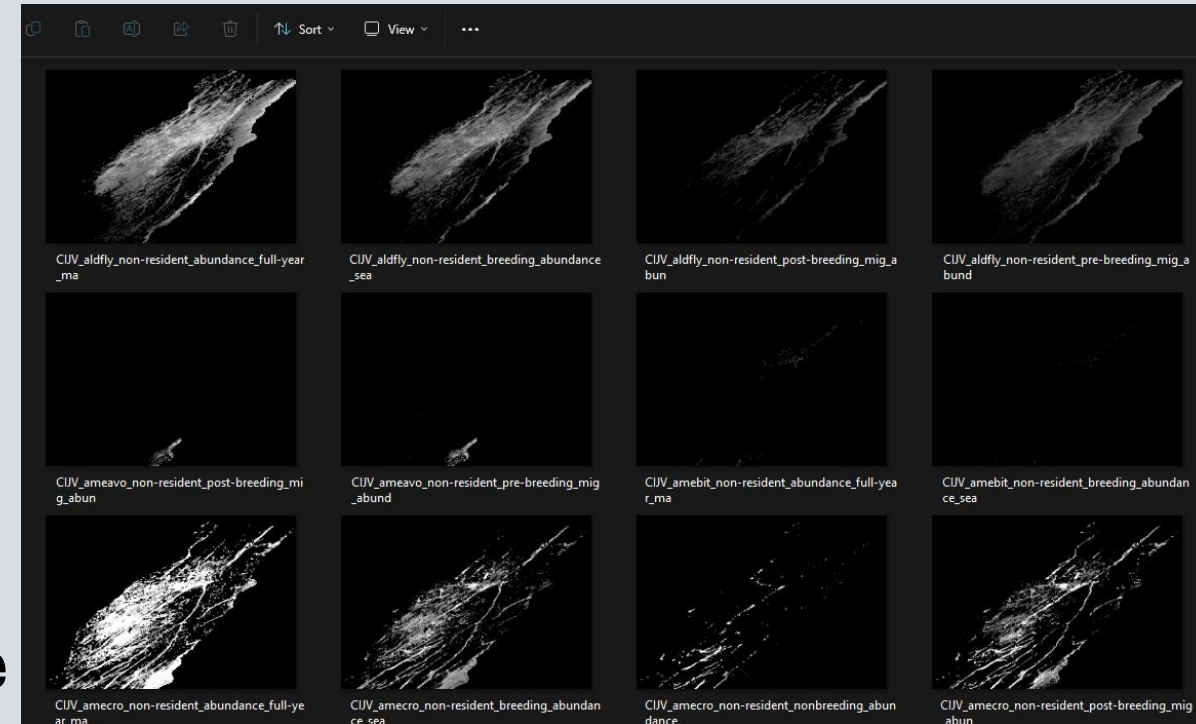 Sort
View
CIJV_aldfly_non-resident_abundance_full-year
_ma
CIJV_aldfly_non-resident_breeding_abundance
_sea
CIJV_aldfly_non-resident_post-breeding_mig_a
bun
CIJV_aldfly_non-resident_pre-breeding_mig_a
bund
CIJV_ameavo_non-resident_post-breeding_mi
g_abun
CIJV_ameavo_non-resident_pre-breeding_mig
_abund
CIJV_amebit_non-resident_abundance_full-yea
r_ma
CIJV_amebit_non-resident_breeding_abundan
ce_sea
e
CIJV_amecro_non-resident_abundance_full-ye
ar_ma
CIJV_amecro_non-resident_breeding_abundan
ce_sea
CIJV_amecro_non-resident_nonbreeding_abun
dance
CIJV_amecro_non-resident_post-breeding_mig
_abun